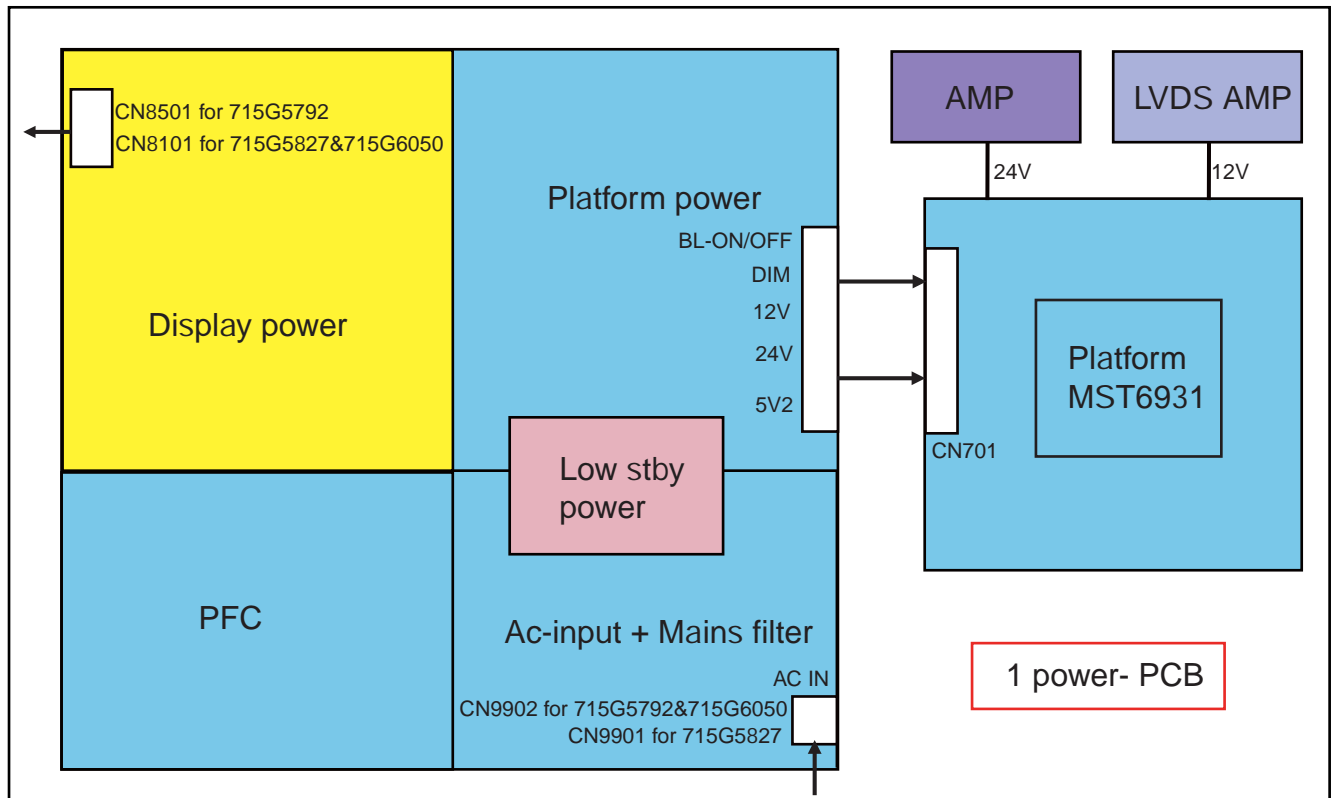 CN8501 for 715G5792
CN8101 for 715G5827&715G6050
Display power
Platform power
BL-ON/OFF
DIM
12V
24V
5V2
Low stby
power
PFC
Ac-input + Mains filter
AC IN
CN9902 for 715G5792&715G6050
CN9901 for 715G5827
AMP
LVDS AMP
24V
12V
CN701
Platform
MST6931
1 power- PCB